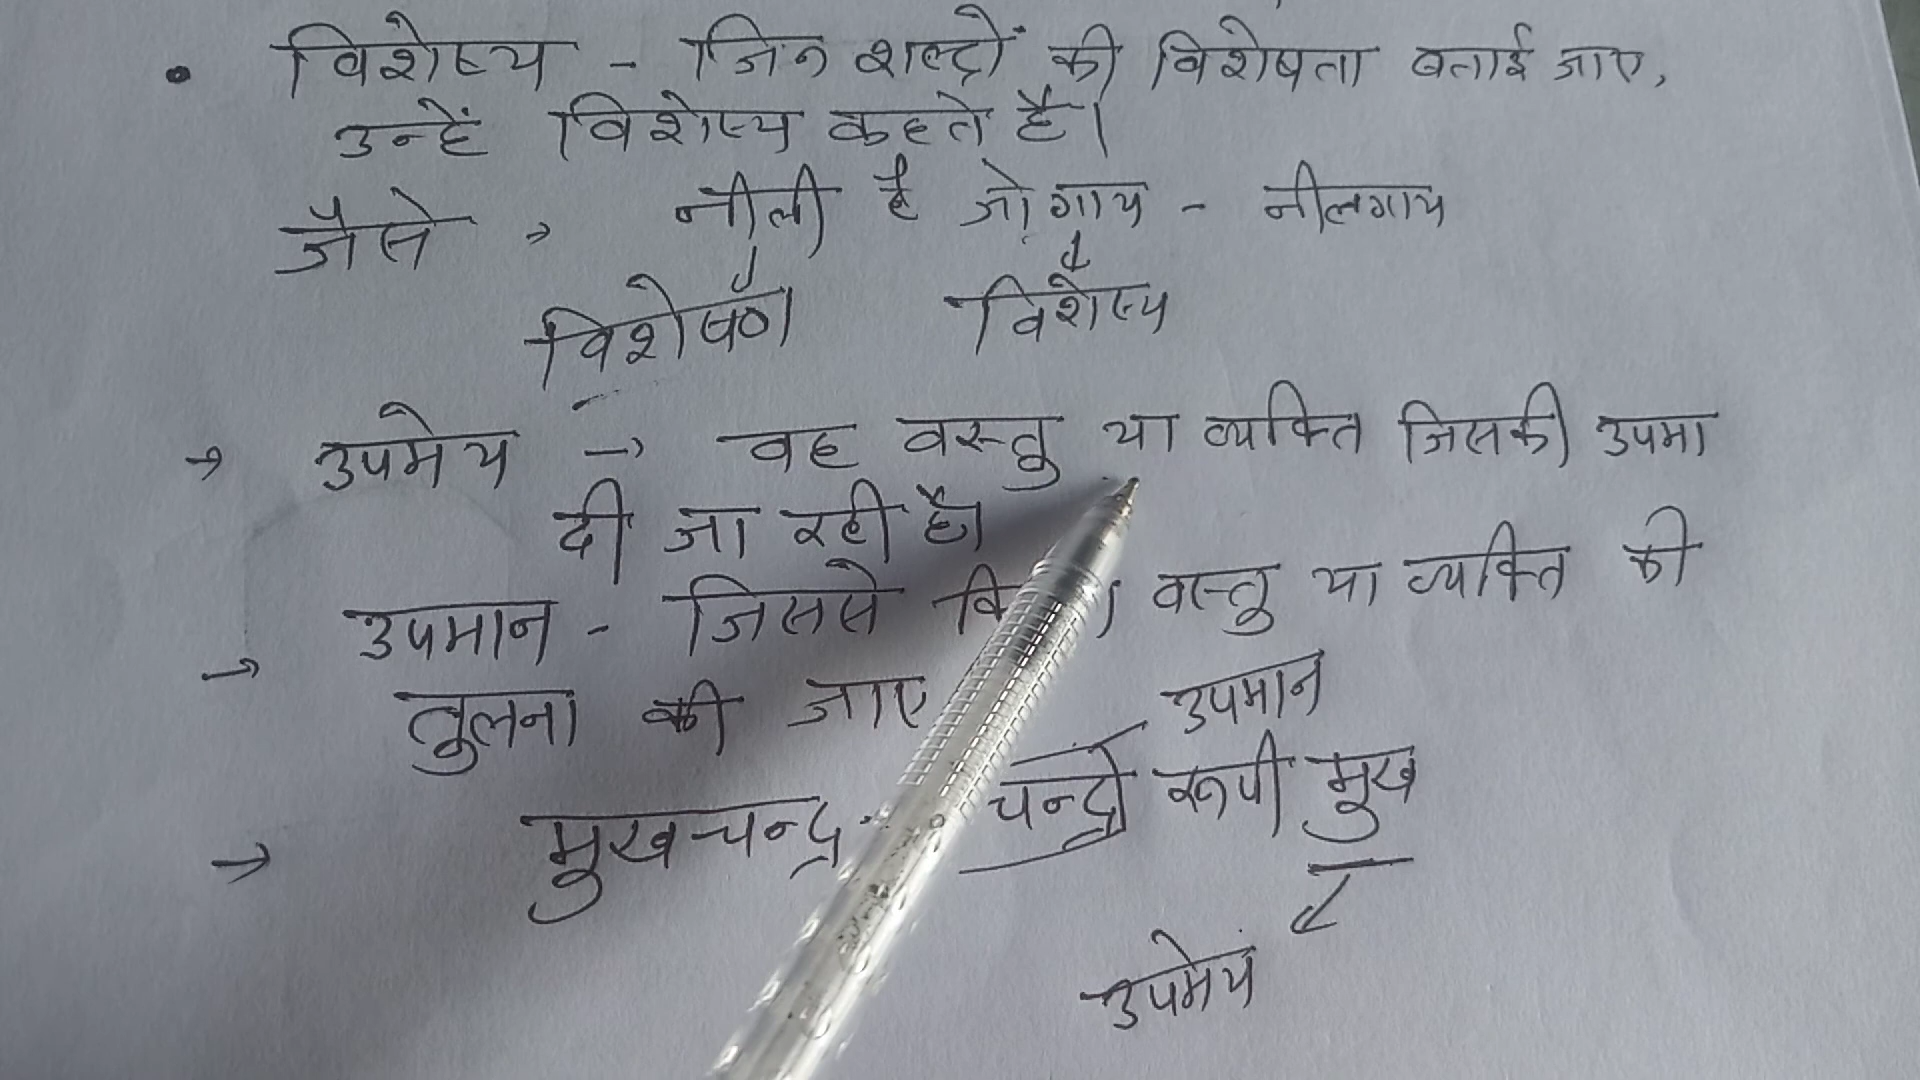 • विशेष्य - जिन शब्दों की विशेषता बताई जाए,
उन्हें विशेष्य कहते है।
जैसे → नीली है जो गाय - नीलगाय
विशेषण विशेष्य
→ उपमेय → वह वस्तु या व्यक्ति जिसकी उपमा
दी जा रही है।
→ उपमान - जिससे वस्तु या व्यक्ति की
तुलना की जाए
उपमान
→ मुखचन्द्र चन्द्र रूपी मुख
उपमेय